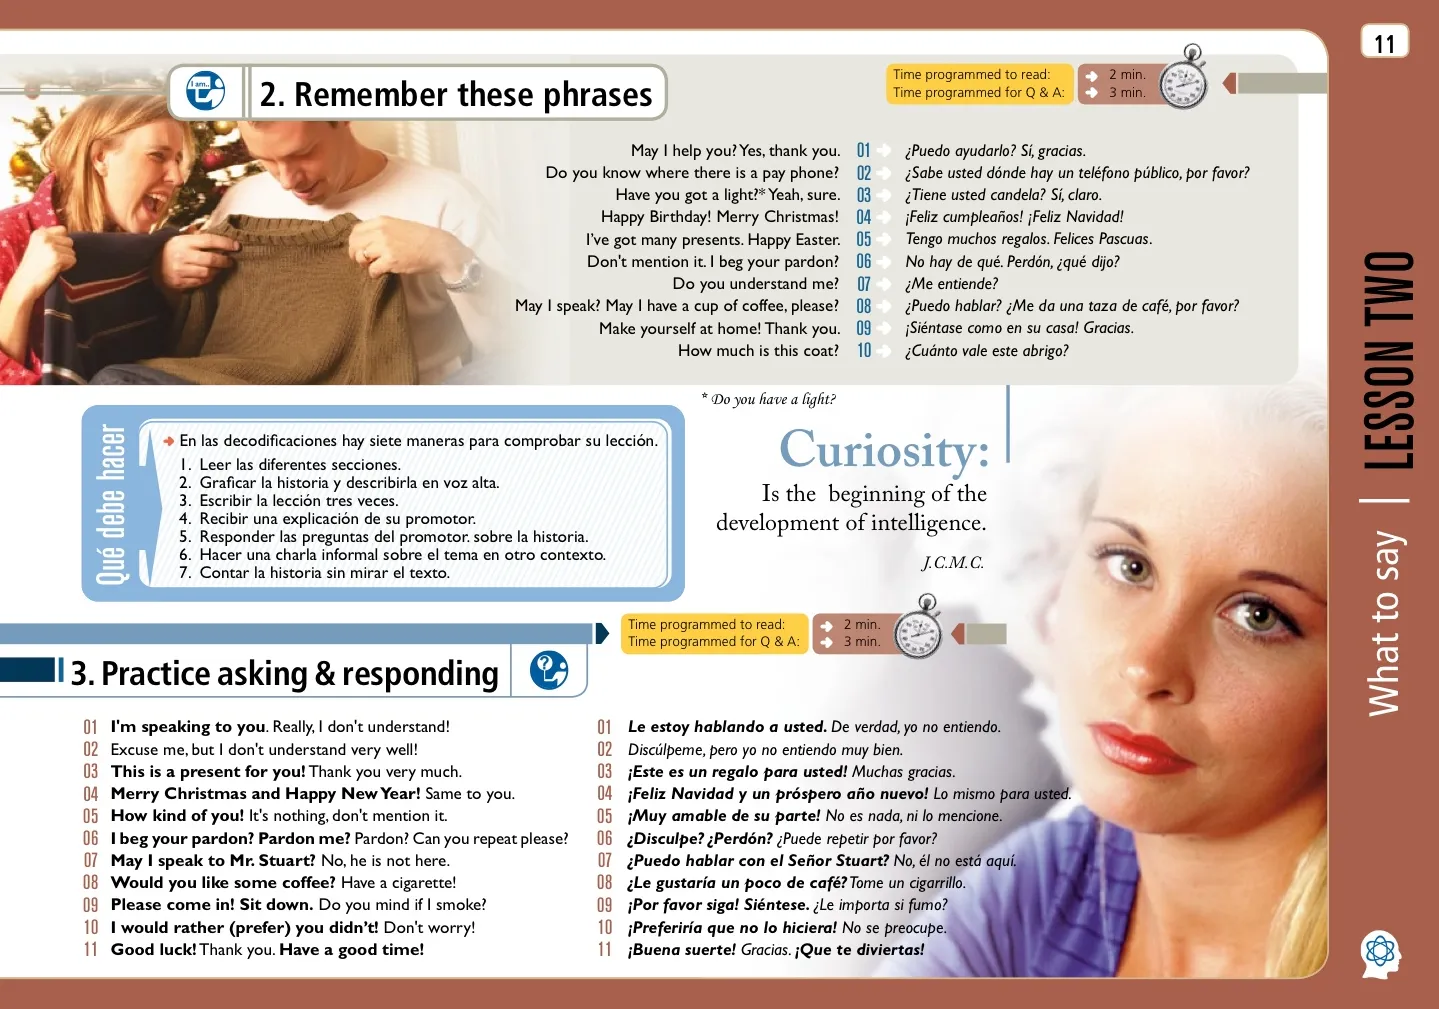 11
I am...
2. Remember these phrases
Time programmed to read: 2 min.
Time programmed for Q & A: 3 min.
May I help you? Yes, thank you. 01 ¿Puedo ayudarlo? Sí, gracias.
Do you know where there is a pay phone? 02 ¿Sabe usted dónde hay un teléfono público, por favor?
Have you got a light?* Yeah, sure. 03 ¿Tiene usted candela? Sí, claro.
Happy Birthday! Merry Christmas! 04 ¡Feliz cumpleaños! ¡Feliz Navidad!
I've got many presents. Happy Easter. 05 Tengo muchos regalos. Felices Pascuas.
Don't mention it. I beg your pardon? 06 No hay de qué. Perdón, ¿qué dijo?
Do you understand me? 07 ¿Me entiende?
May I speak? May I have a cup of coffee, please? 08 ¿Puedo hablar? ¿Me da una taza de café, por favor?
Make yourself at home! Thank you. 09 ¡Siéntase como en su casa! Gracias.
How much is this coat? 10 ¿Cuánto vale este abrigo?
* Do you have a light?
Qué debe hacer
En las decodificaciones hay siete maneras para comprobar su lección.
1. Leer las diferentes secciones.
2. Graficar la historia y describirla en voz alta.
3. Escribir la lección tres veces.
4. Recibir una explicación de su promotor.
5. Responder las preguntas del promotor. sobre la historia.
6. Hacer una charla informal sobre el tema en otro contexto.
7. Contar la historia sin mirar el texto.
Curiosity:
Is the beginning of the
development of intelligence.
J.C.M.C.
Time programmed to read: 2 min.
Time programmed for Q & A: 3 min.
3. Practice asking & responding
?
01 I'm speaking to you. Really, I don't understand!
02 Excuse me, but I don't understand very well!
03 This is a present for you! Thank you very much.
04 Merry Christmas and Happy New Year! Same to you.
05 How kind of you! It's nothing, don't mention it.
06 I beg your pardon? Pardon me? Pardon? Can you repeat please?
07 May I speak to Mr. Stuart? No, he is not here.
08 Would you like some coffee? Have a cigarette!
09 Please come in! Sit down. Do you mind if I smoke?
10 I would rather (prefer) you didn't! Don't worry!
11 Good luck! Thank you. Have a good time!
01 Le estoy hablando a usted. De verdad, yo no entiendo.
02 Discúlpeme, pero yo no entiendo muy bien.
03 ¡Este es un regalo para usted! Muchas gracias.
04 ¡Feliz Navidad y un próspero año nuevo! Lo mismo para usted.
05 ¡Muy amable de su parte! No es nada, ni lo mencione.
06 ¿Disculpe? ¿Perdón? ¿Puede repetir por favor?
07 ¿Puedo hablar con el Señor Stuart? No, él no está aquí.
08 ¿Le gustaría un poco de café? Tome un cigarrillo.
09 ¡Por favor siga! Siéntese. ¿Le importa si fumo?
10 ¡Preferiría que no lo hiciera! No se preocupe.
11 ¡Buena suerte! Gracias. ¡Que te diviertas!
What to say | LESSON TWO